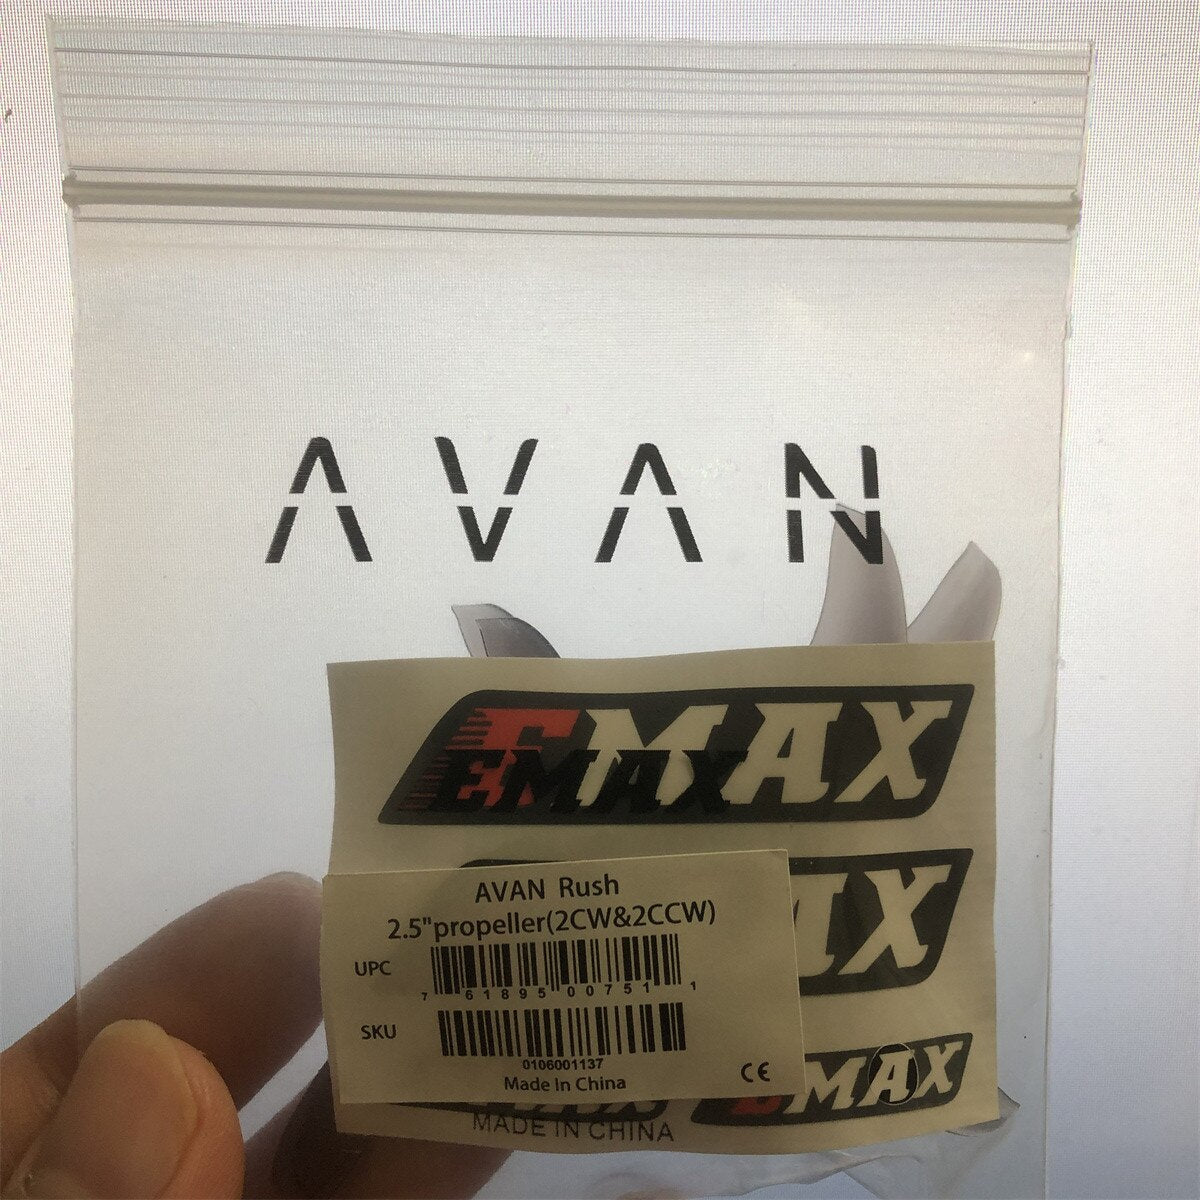 AVAN
EMAX
EMAX
AVAN Rush
2.5"propeller(2CW&2CCW)
UPC
7 61895 00751 1
SKU
0106001137
Made In China
CE
EMAX
MADE IN CHINA